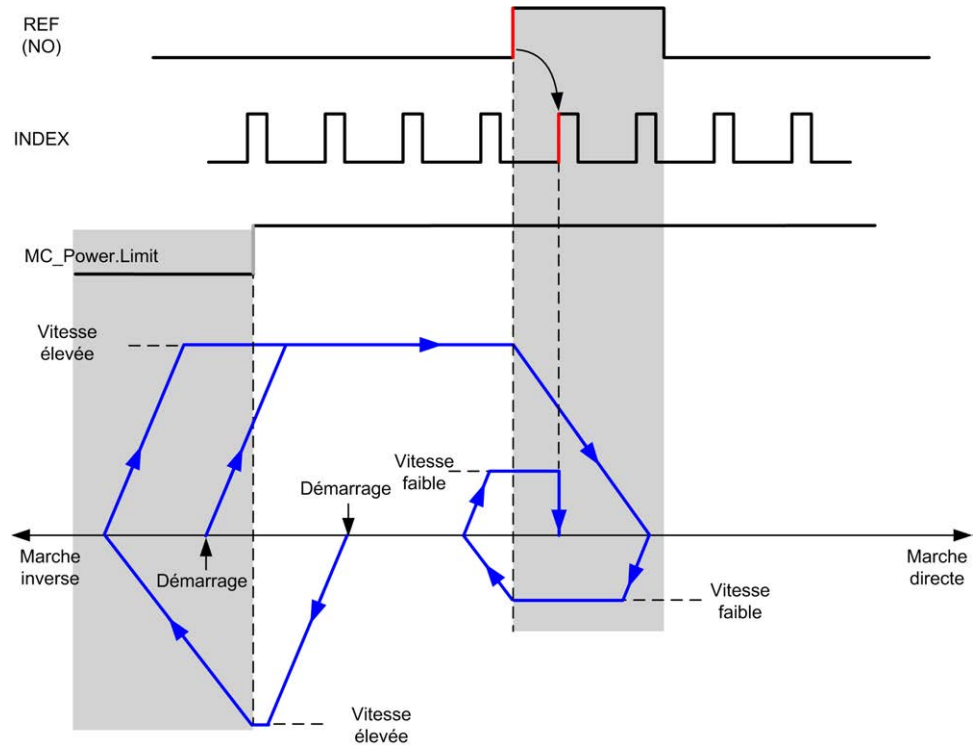 REF
(NO)
INDEX
MC_Power.Limit
Vitesse
élevée
Vitesse
faible
Démarrage
Marche
inverse
Démarrage
Marche
directe
Vitesse
faible
Vitesse
élevée